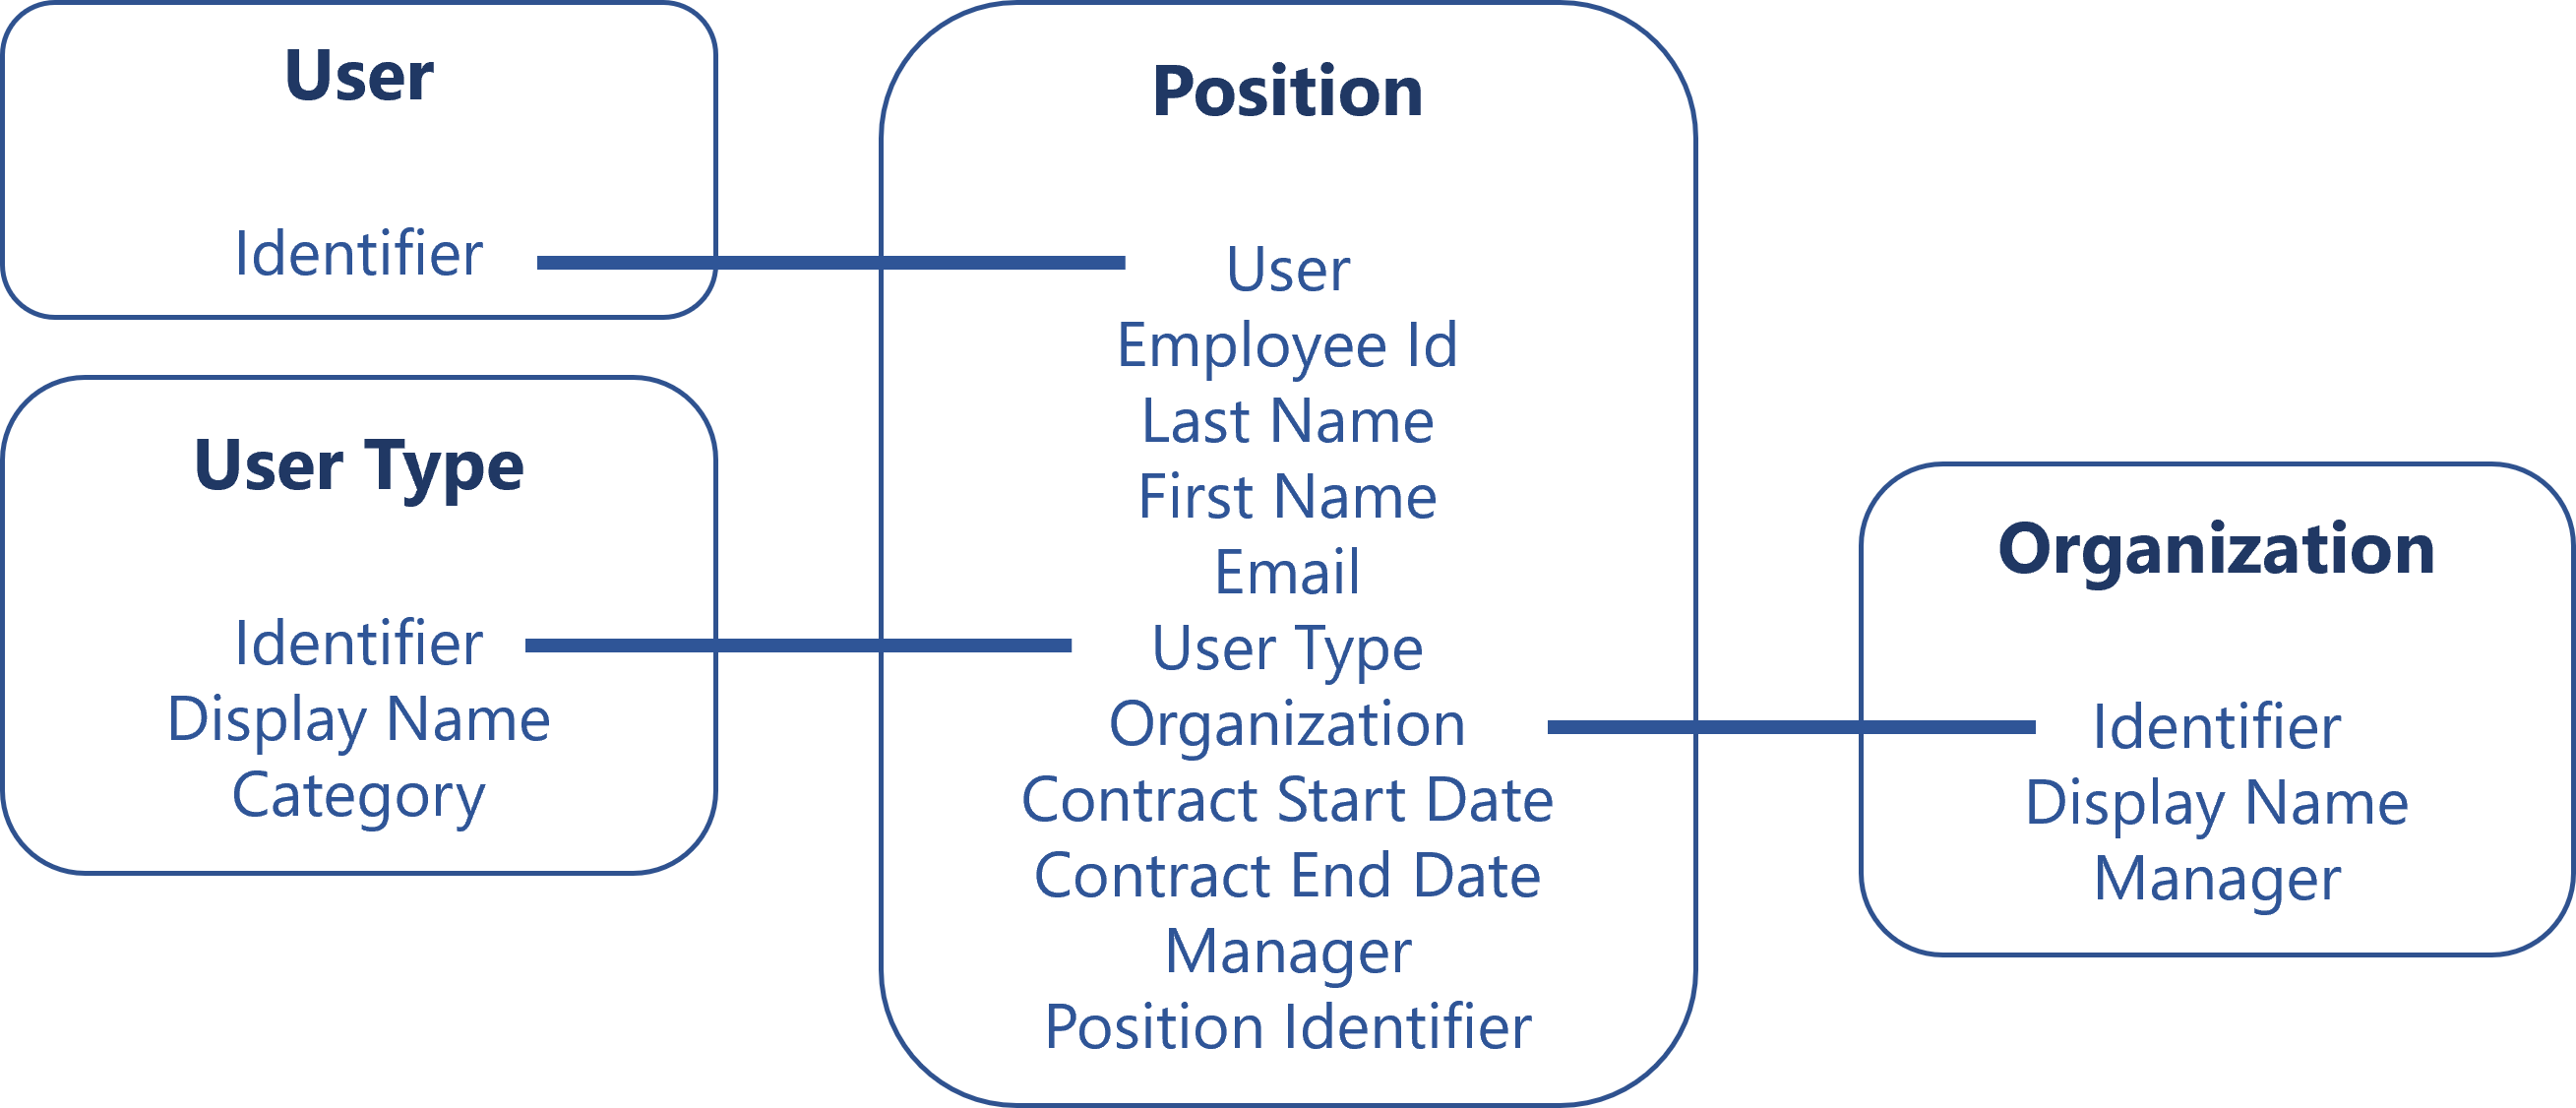 User
Identifier
User Type
Identifier
Display Name
Category
Position
User
Employee Id
Last Name
First Name
Email
User Type
Organization
Contract Start Date
Contract End Date
Manager
Position Identifier
Organization
Identifier
Display Name
Manager